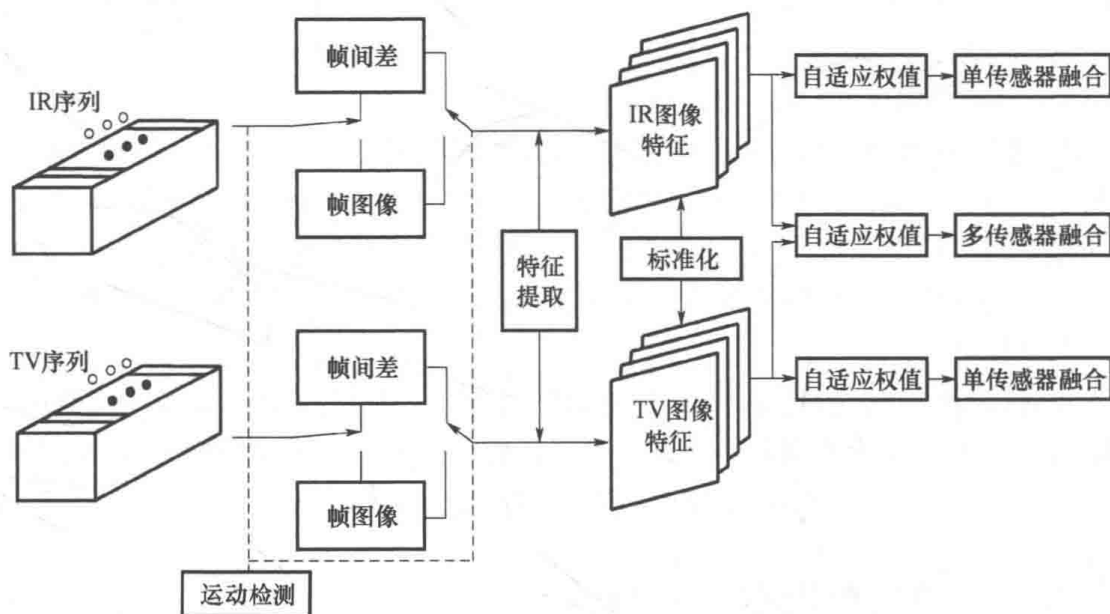 帧间差
IR序列
帧图像
IR图像
特征
自适应权值
单传感器融合
特征
提取
标准化
自适应权值
多传感器融合
TV序列
帧间差
帧图像
TV图像
特征
自适应权值
单传感器融合
运动检测